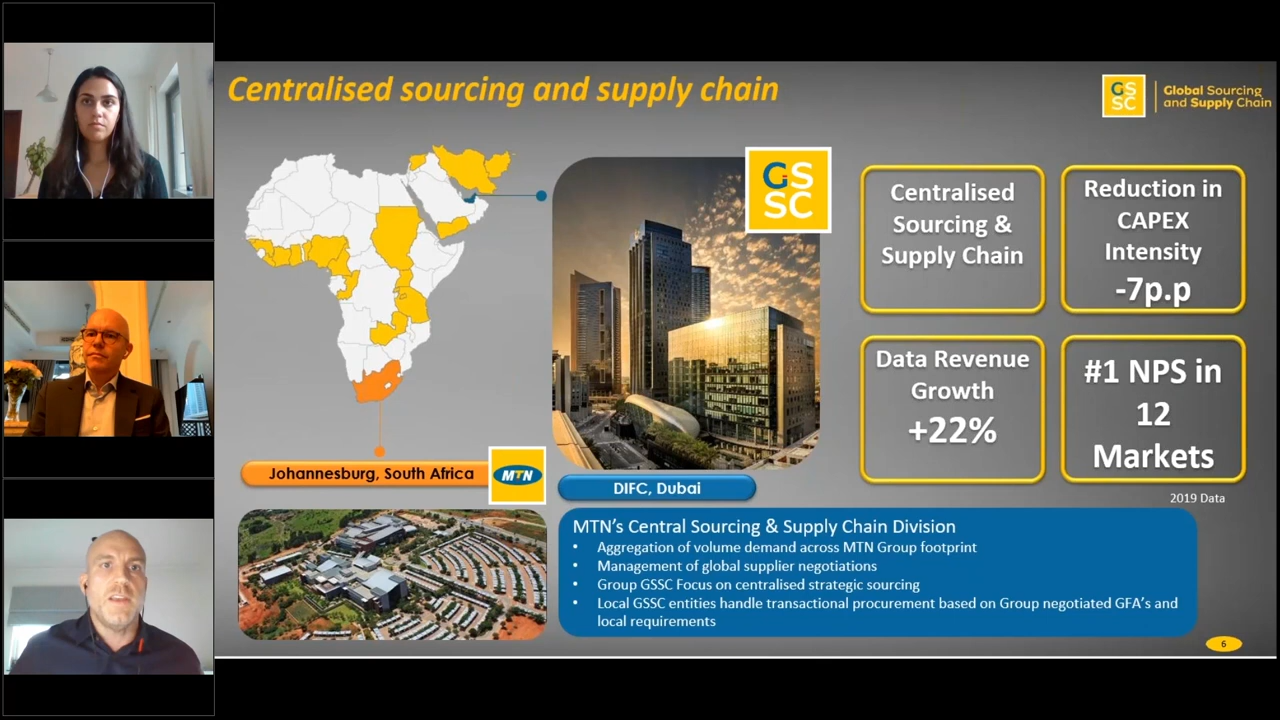 Centralised sourcing and supply chain
GS
SC
Global Sourcing
and Supply Chain
GS
SC
Centralised
Sourcing &
Supply Chain
Reduction in
CAPEX
Intensity
-7p.p
Data Revenue
Growth
+22%
#1 NPS in
12
Markets
2019 Data
Johannesburg, South Africa
MTN
DIFC, Dubai
MTN’s Central Sourcing & Supply Chain Division
• Aggregation of volume demand across MTN Group footprint
• Management of global supplier negotiations
• Group GSSC Focus on centralised strategic sourcing
• Local GSSC entities handle transactional procurement based on Group negotiated GFA’s and
local requirements
6